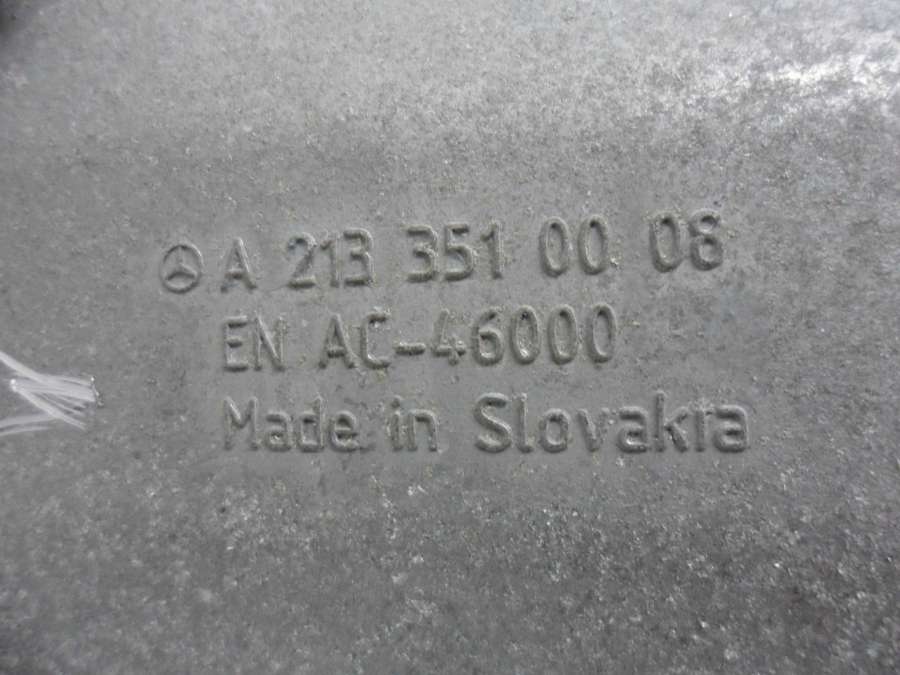 A 213 351 00 08
EN AC-46000
Made in Slovakia